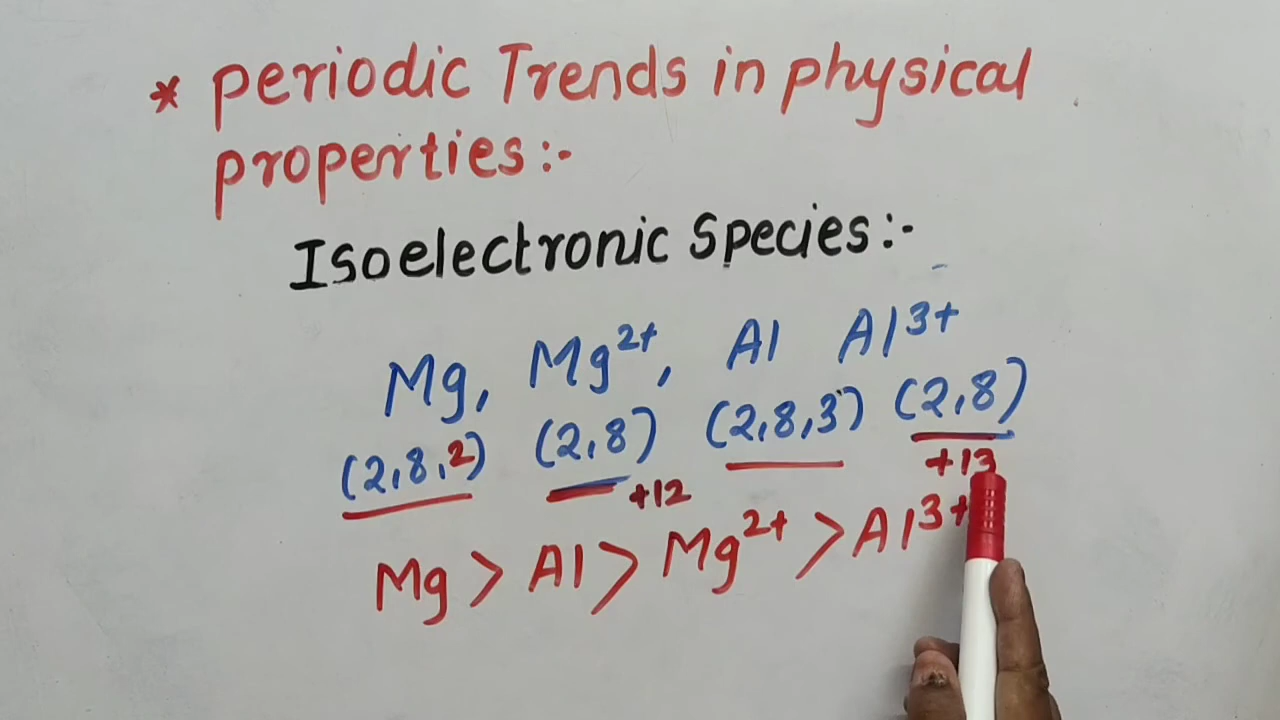 * Periodic Trends in physical
properties:-
Isoelectronic Species:-
Mg, Mg²⁺, Al Al³⁺
(2,8,2) (2,8) (2,8,3) (2,8)
+12 +13
Mg > Al > Mg²⁺ > Al³⁺